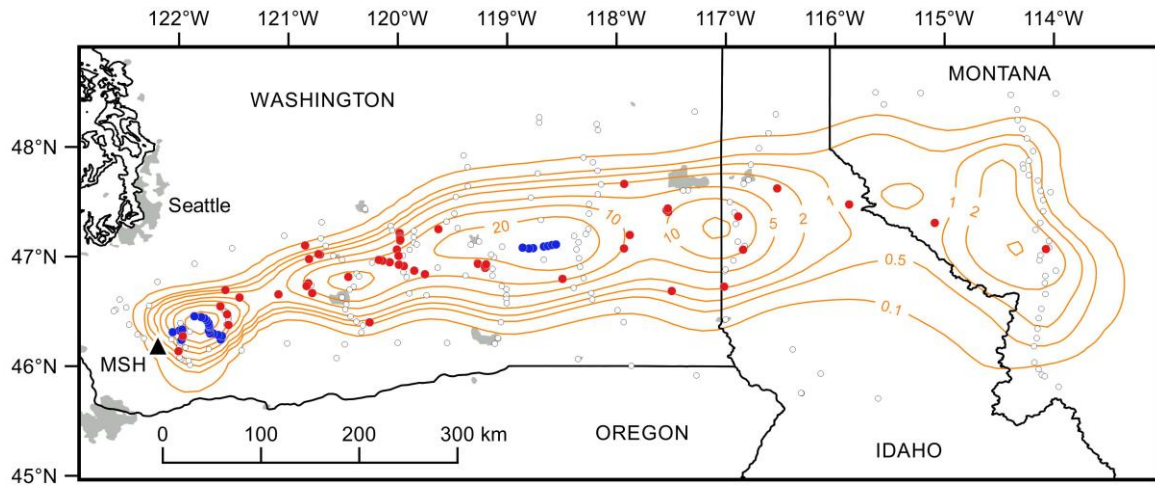 122°W 121°W 120°W 119°W 118°W 117°W 116°W 115°W 114°W
MONTANA
WASHINGTON
48°N
Seattle
1 1 2
20 10 10 5 2
47°N
0.5
0.1
46°N
MSH
0 100 200 300 km
OREGON
IDAHO
45°N